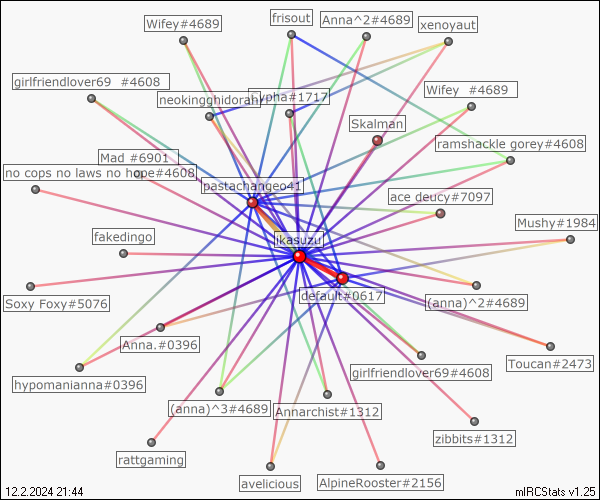 Wifey#4689
frisout
Anna^2#4689
xenoyaut
girlfriendlover69 #4608
neokingghidorah
lypha#1717
Wifey #4689
Skalman
ramshackle gorey#4608
Mad #6901
no cops no laws no hope#4608
pastachangeo41
ace deucy#7097
Mushy#1984
fakedingo
ikasuzu
default#0617
Soxy Foxy#5076
(anna)^2#4689
Anna.#0396
Toucan#2473
girlfriendlover69#4608
hypomanianna#0396
(anna)^3#4689
Annarchist#1312
zibbits#1312
rattgaming
avelicious
AlpineRooster#2156
12.2.2024 21:44
mIRCStats v1.25